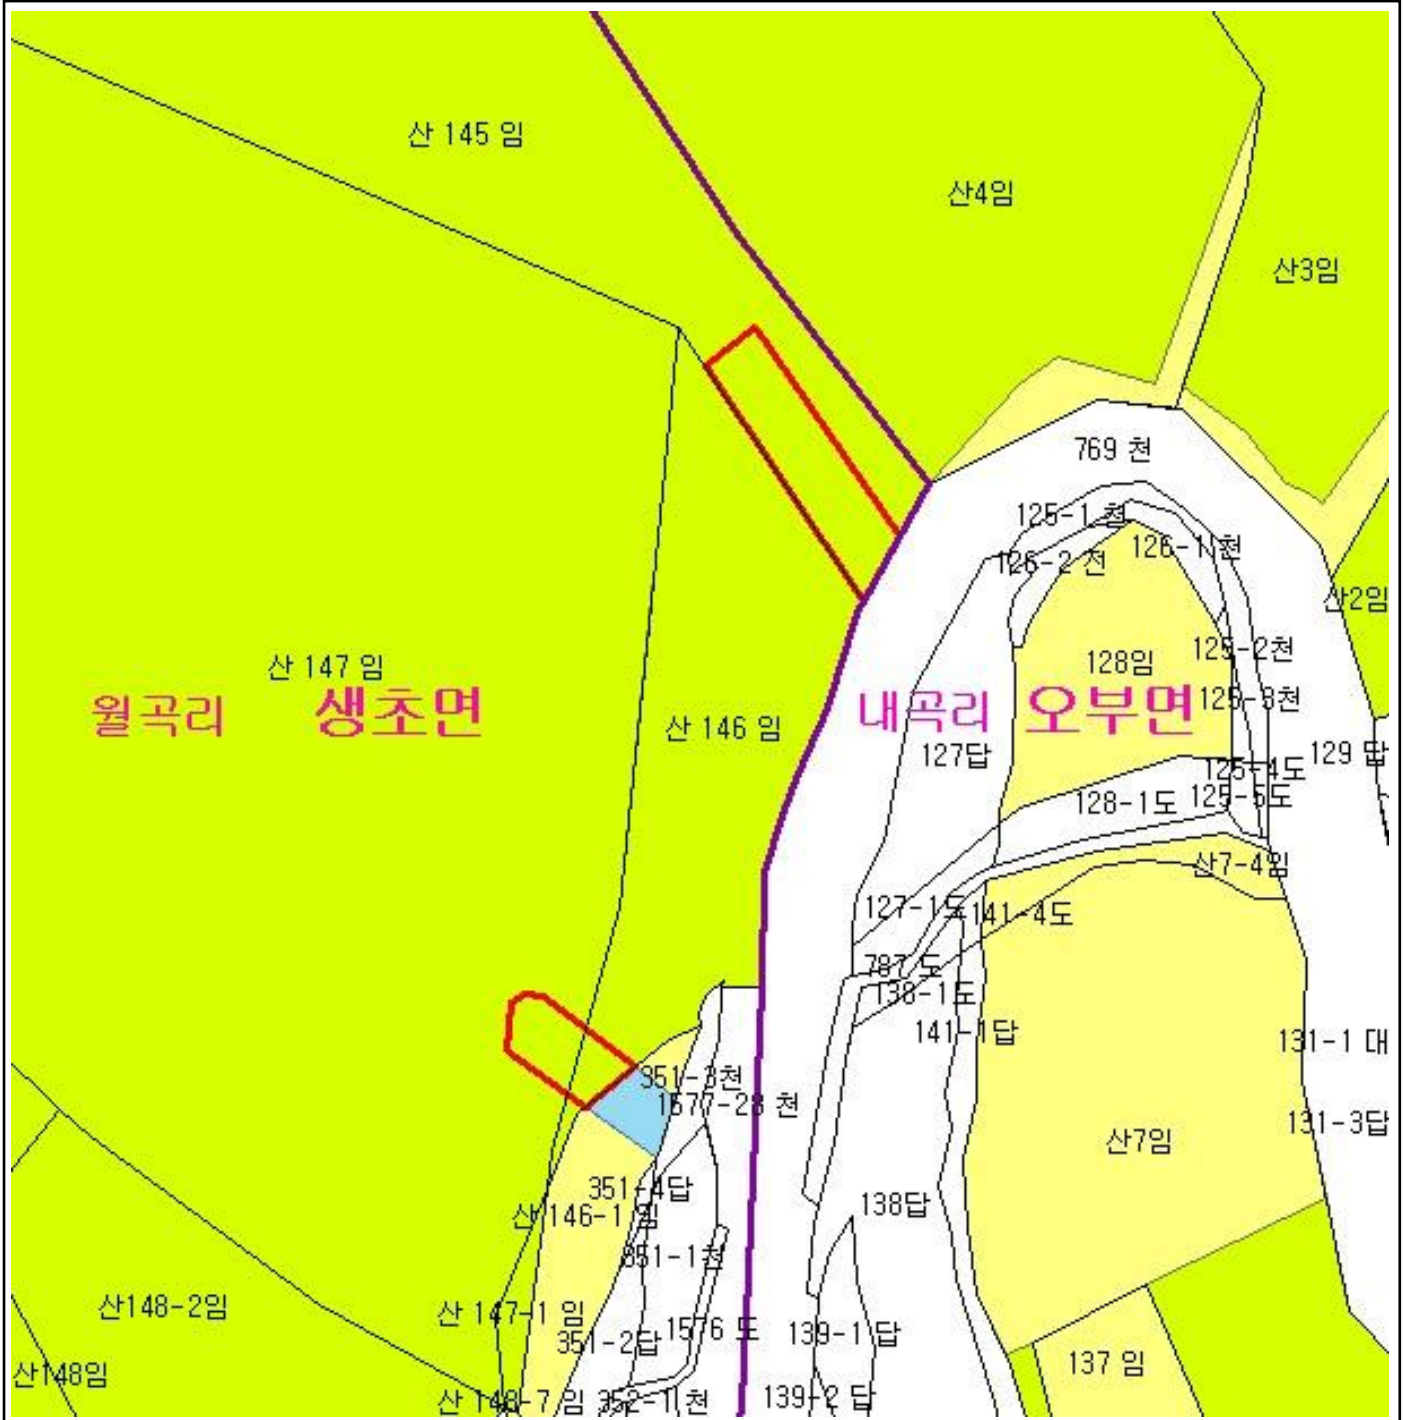 산 145 임
산4임
산3임
769 천
125-1 천
126-1 천
126-2 천
산2임
125-2천
128임
산 147 임
125-3천
월곡리
생초면
내곡리
오부면
산 146 임
127답
129 답
125-4도
125-5도
128-1도
산7-4임
127-1도
141-4도
787 도
138-1도
141-1답
131-1 대
351-3천
1577-23 천
131-3답
산7임
351-4답
138답
산 146-1 임
351-1천
산148-2임
산 147-1 임
1576 도
139-1 답
351-2답
137 임
산148임
산 148-7 임
352-1 천
139-2 답